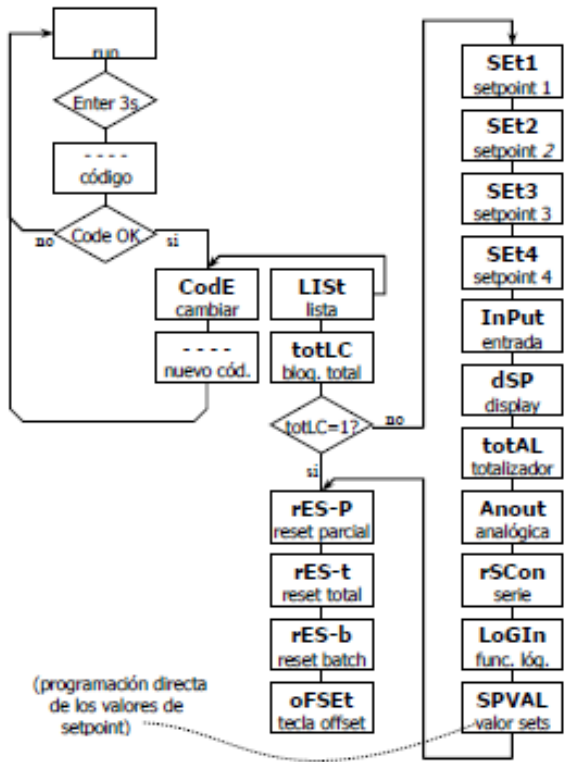 run
Enter 3s
- - - -
código
Code OK
no
si
CodE
cambiar
- - - -
nuevo cód.
LISt
lista
totLC
bloq. total
totLC=1?
no
si
rES-P
reset parcial
rES-t
reset total
rES-b
reset batch
oFSEt
tecla offset
SEt1
setpoint 1
SEt2
setpoint 2
SEt3
setpoint 3
SEt4
setpoint 4
InPut
entrada
dSP
display
totAL
totalizador
Anout
analógica
rSCon
serie
LoGIn
func. lóg.
SPVAL
valor sets
(programación directa
de los valores de
setpoint)